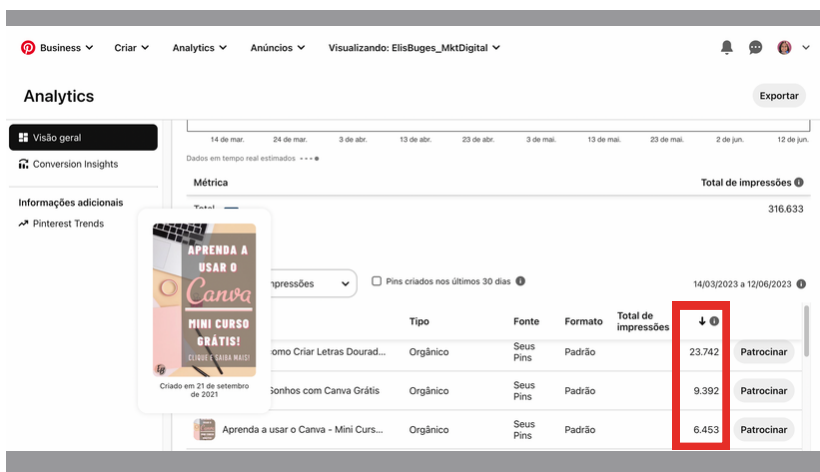 Business
Criar
Analytics
Anúncios
Visualizando: ElisBuges_MktDigital
Analytics
Exportar
Visão geral
Conversion Insights
Informações adicionais
Pinterest Trends
14 de mar.
24 de mar.
3 de abr.
13 de abr.
23 de abr.
3 de mai.
13 de mai.
23 de mai.
2 de jun.
12 de jun.
Dados em tempo real estimados
Métrica
Total de impressões
Total
316.633
APRENDA A
USAR O
Canva
MINI CURSO
GRÁTIS!
CLIQUE E SAIBA MAIS!
Criado em 21 de setembro
de 2021
Pins criados nos últimos 30 dias
14/03/2023 a 12/06/2023
Tipo
Fonte
Formato
Total de
impressões
Criar Letras Dourad...
Orgânico
Seus
Pins
Padrão
23.742
Patrocinar
Sonhos com Canva Grátis
Orgânico
Seus
Pins
Padrão
9.392
Patrocinar
Aprenda a usar o Canva - Mini Curs...
Orgânico
Seus
Pins
Padrão
6.453
Patrocinar